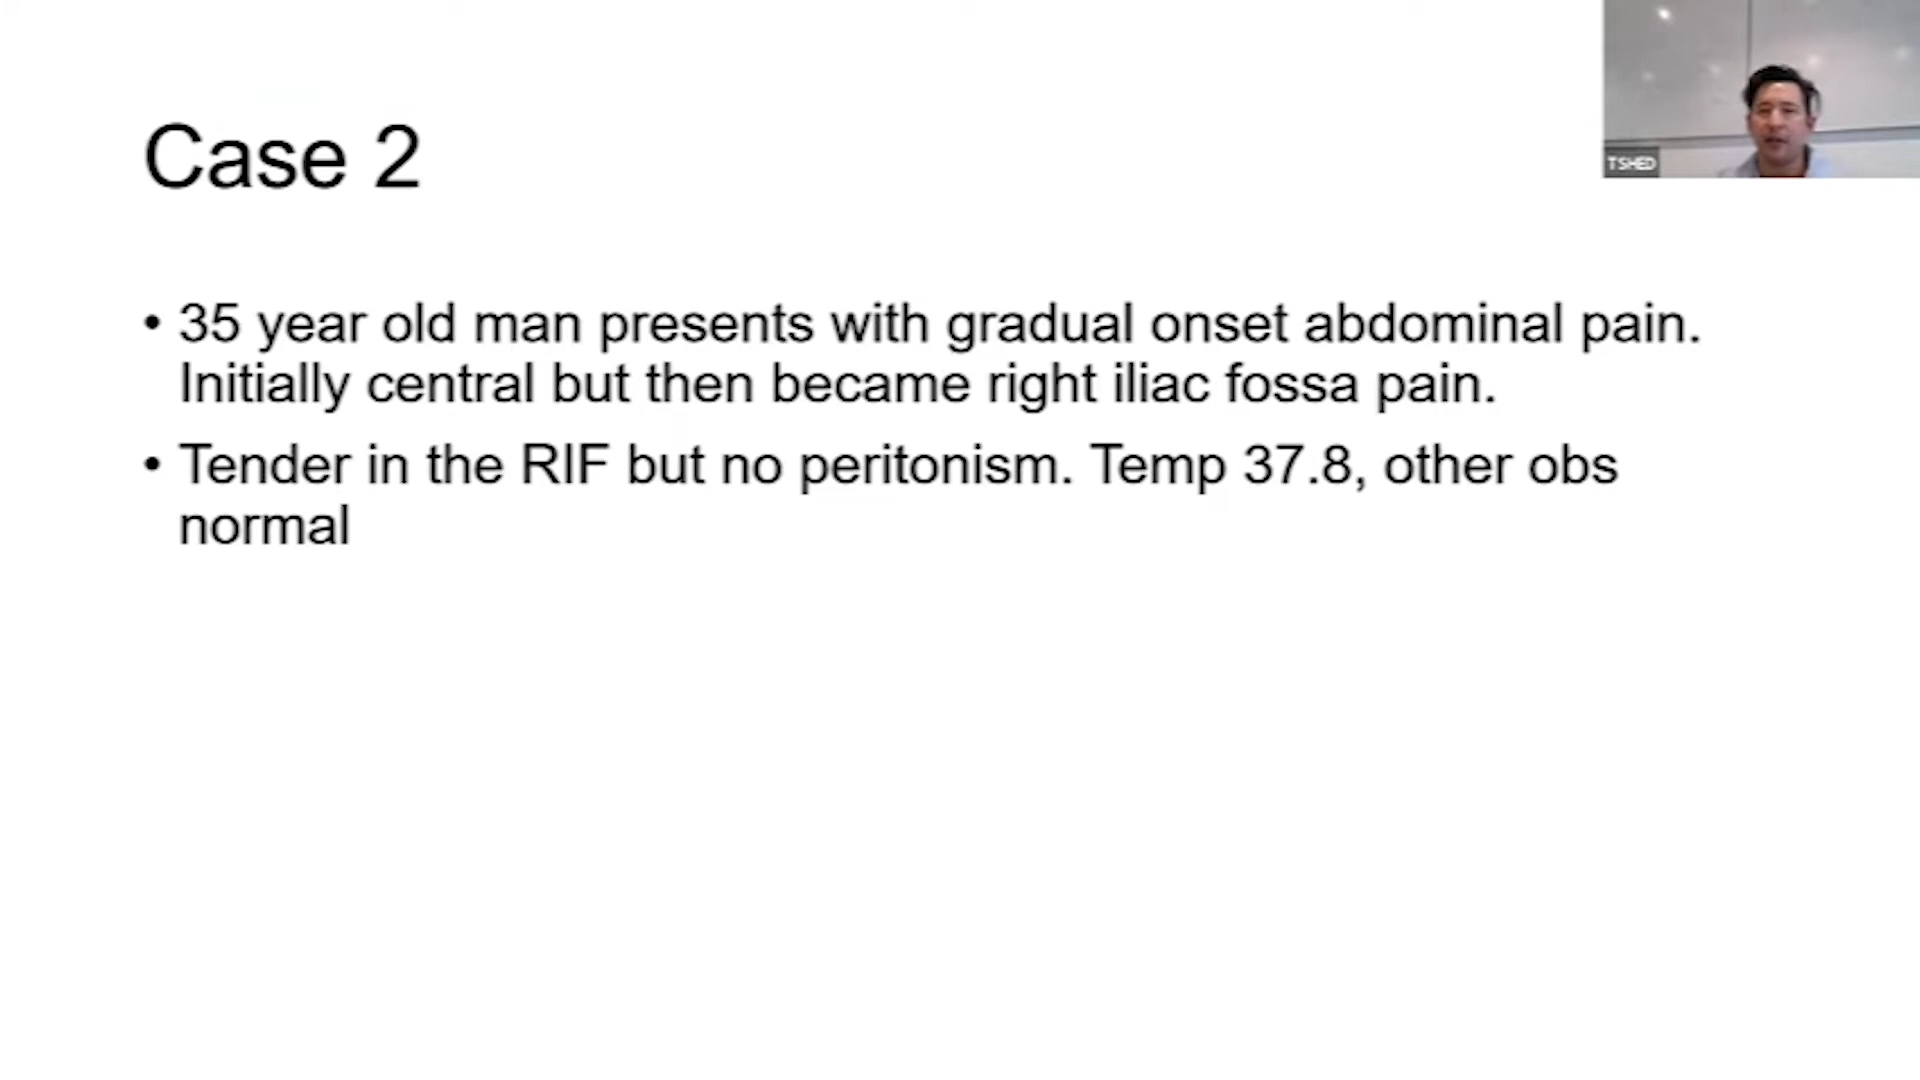 Case 2
• 35 year old man presents with gradual onset abdominal pain.
Initially central but then became right iliac fossa pain.
• Tender in the RIF but no peritonism. Temp 37.8, other obs
normal
TSHED